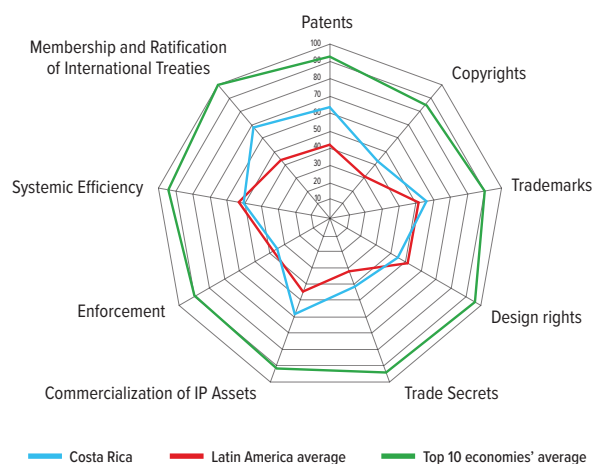 Patents
Membership and Ratification
of International Treaties
Copyrights
100
90
80
70
60
50
40
30
20
10
Systemic Efficiency
Trademarks
Enforcement
Design rights
Commercialization of IP Assets
Trade Secrets
Costa Rica
Latin America average
Top 10 economies' average